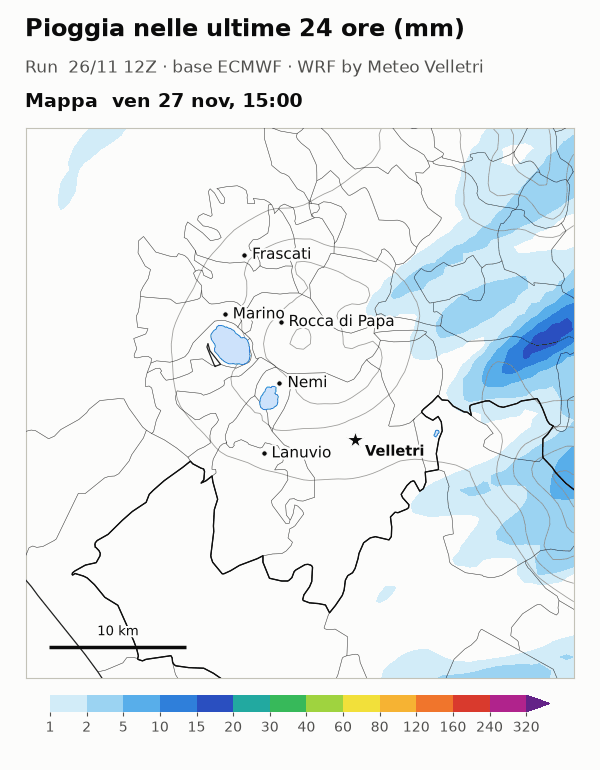 Pioggia nelle ultime 24 ore (mm)
Run  26/11 12Z · base ECMWF · WRF by Meteo Velletri
Mappa  ven 27 nov, 15:00
Frascati
Marino
Rocca di Papa
Nemi
Velletri
Lanuvio
10 km
1 2 5 10 15 20 30 40 60 80 120 160 240 320